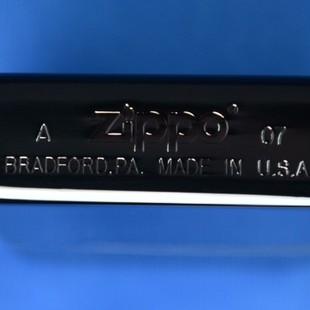 A Zippo® 07
BRADFORD.PA. MADE IN U.S.A